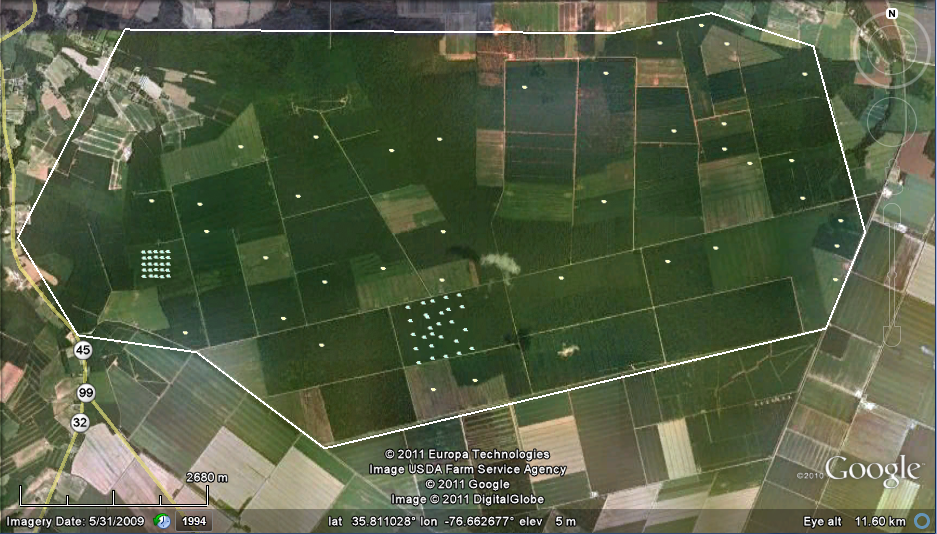 N
45
99
32
2680 m
© 2011 Europa Technologies
Image USDA Farm Service Agency
© 2011 Google
Image © 2011 DigitalGlobe
©2010 Google
Imagery Date: 5/31/2009 1994 lat 35.811028° lon -76.662677° elev 5 m Eye alt 11.60 km